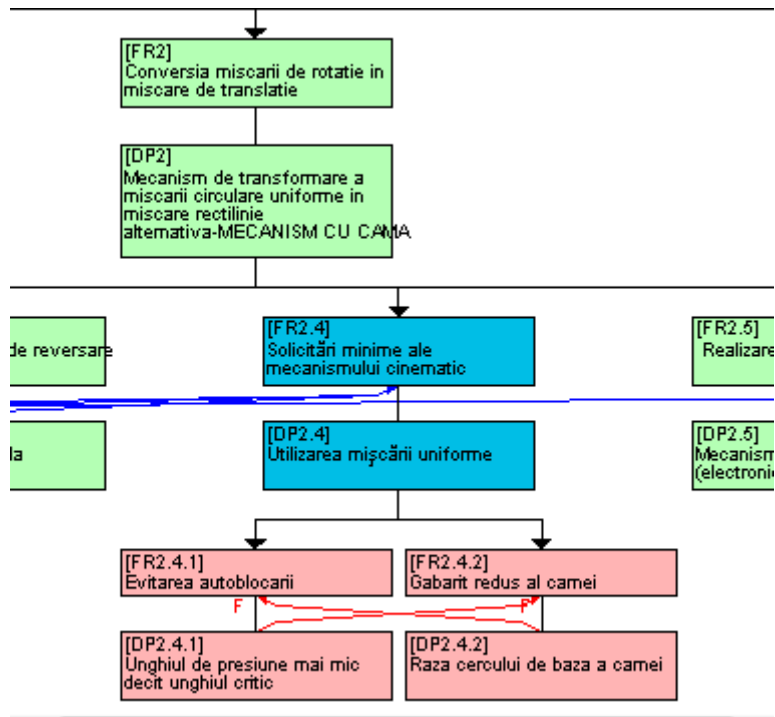 [FR2]
Conversia miscarii de rotatie in
miscare de translatie
[DP2]
Mecanism de transformare a
miscarii circulare uniforme in
miscare rectilinie
alternativa-MECANISM CU CAMA
de reversare
[FR2.4]
Solicitări minime ale
mecanismului cinematic
[FR2.5]
Realizare
la
[DP2.4]
Utilizarea mişcării uniforme
[DP2.5]
Mecanism
(electronic
[FR2.4.1]
Evitarea autoblocarii
[FR2.4.2]
Gabarit redus al camei
F
F
[DP2.4.1]
Unghiul de presiune mai mic
decit unghiul critic
[DP2.4.2]
Raza cercului de baza a camei